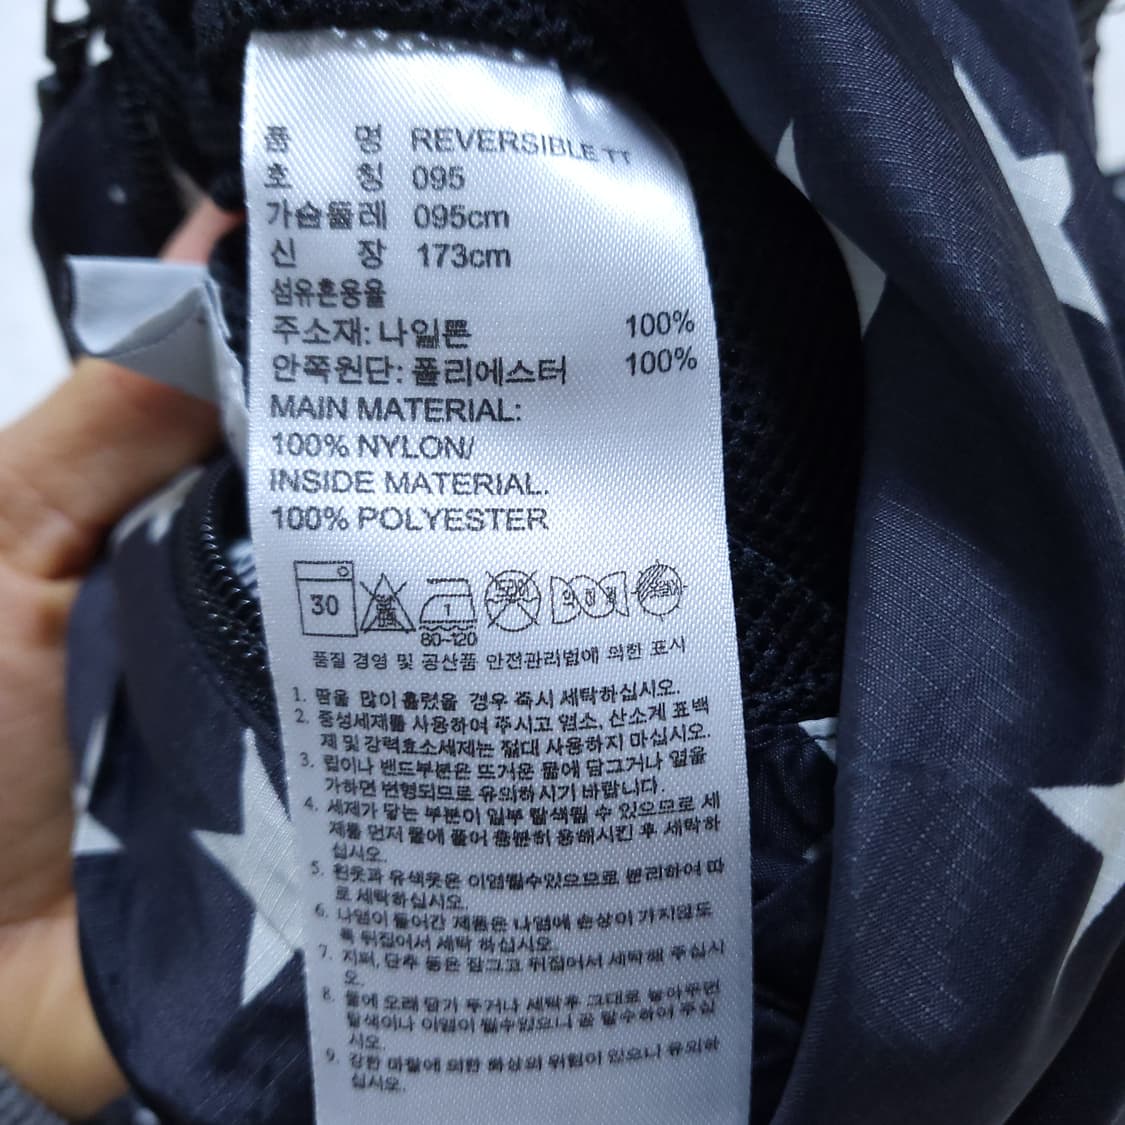 품 명 REVERSIBLE TT
호 칭 095
가슴둘레 095cm
신 장 173cm
섬유혼용율
주소재: 나일론 100%
안쪽원단: 폴리에스터 100%
MAIN MATERIAL:
100% NYLON/
INSIDE MATERIAL.
100% POLYESTER
30
1
80-120
품질 경영 및 공산품 안전관리법에 의한 표시
1. 땀을 많이 흘렸을 경우 즉시 세탁하십시오.
2. 중성세제를 사용하여 주시고 염소, 산소계 표백
제 및 강력효소세제는 절대 사용하지 마십시오.
3. 립이나 밴드부분은 뜨거운 물에 담그거나 열을
가하면 변형되므로 유의하시기 바랍니다.
4. 세제가 닿는 부분이 일부 탈색될 수 있으므로 세
제를 먼저 물에 풀어 충분히 용해시킨 후 세탁하
십시오.
5. 흰옷과 유색옷은 이염될수있으므로 분리하여 따
로 세탁하십시오.
6. 나염이 들어간 제품은 나염에 손상이 가지않도
록 뒤집어서 세탁 하십시오.
7. 지퍼, 단추 등은 잠그고 뒤집어서 세탁해 주십시
오.
8. 물에 오래 담가 두거나 세탁후 그대로 놓아두면
탈색이나 이염이 될수있으니 곧 탈수하여 주십
시오.
9. 강한 마찰에 의한 화상의 위험이 있으니 유의하
십시오.